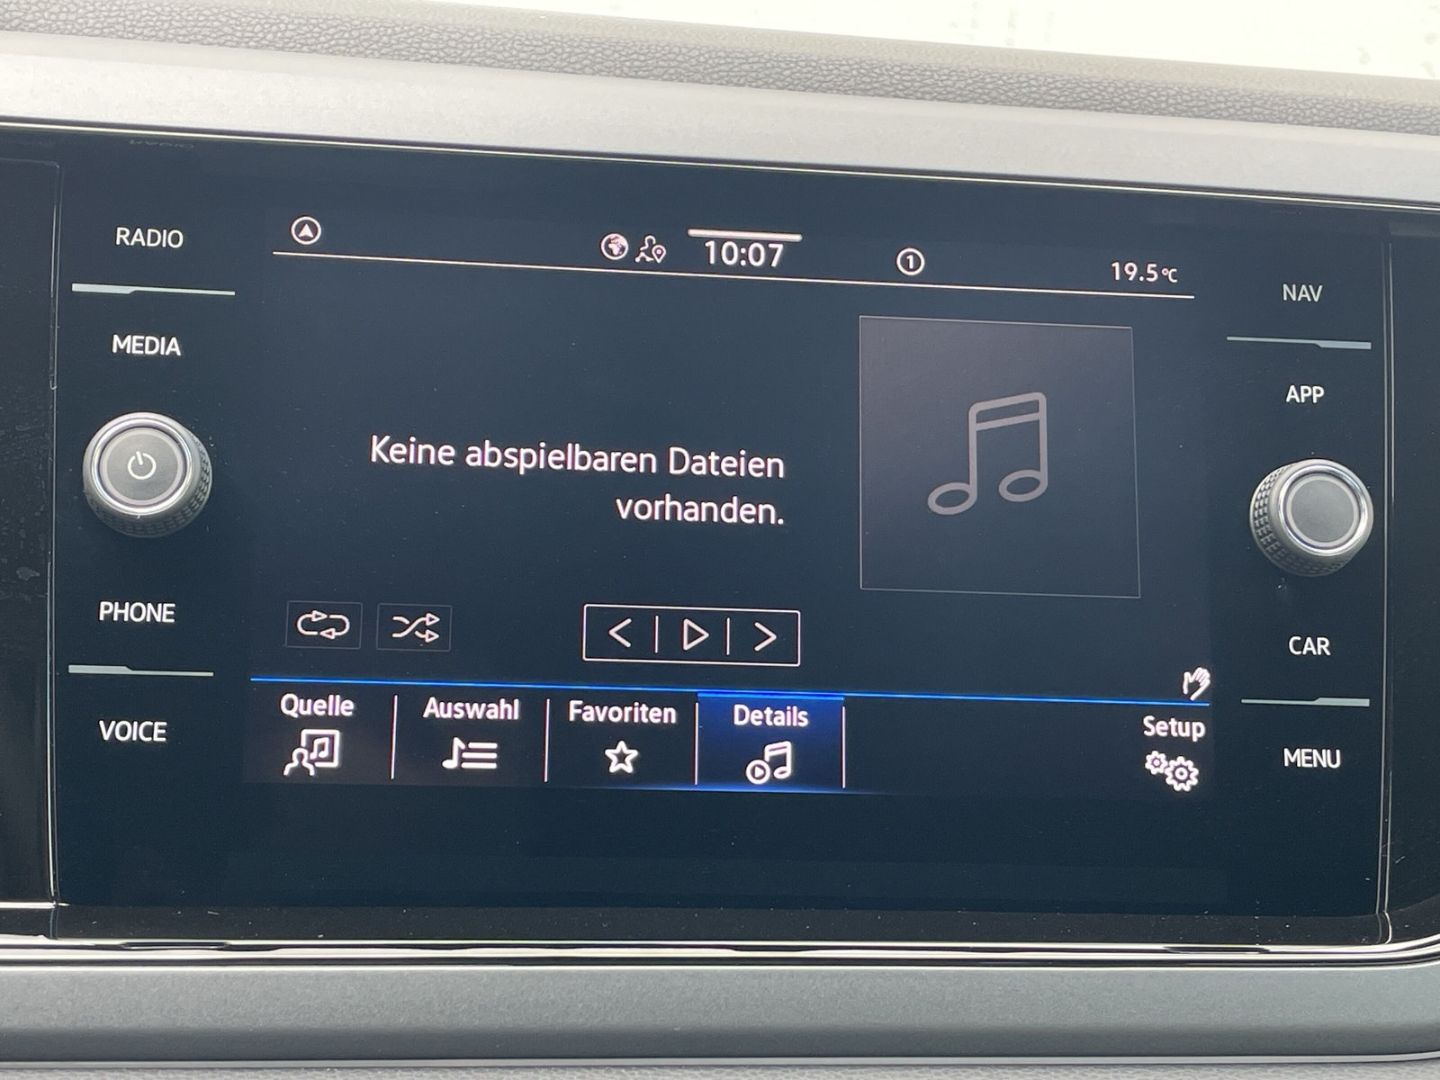 RADIO
MEDIA
PHONE
VOICE
10:07
1
19.5°C
Keine abspielbaren Dateien
vorhanden.
Quelle
Auswahl
Favoriten
Details
Setup
NAV
APP
CAR
MENU